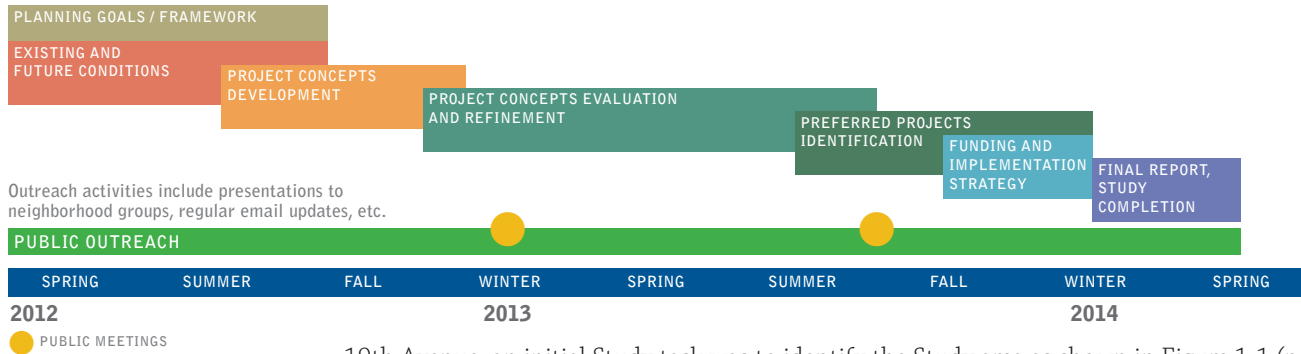 PLANNING GOALS / FRAMEWORK
EXISTING AND
FUTURE CONDITIONS
PROJECT CONCEPTS
DEVELOPMENT
PROJECT CONCEPTS EVALUATION
AND REFINEMENT
PREFERRED PROJECTS
IDENTIFICATION
FUNDING AND
IMPLEMENTATION
STRATEGY
FINAL REPORT,
STUDY
COMPLETION
Outreach activities include presentations to
neighborhood groups, regular email updates, etc.
PUBLIC OUTREACH
SPRING SUMMER FALL WINTER SPRING SUMMER FALL WINTER SPRING
2012 2013 2014
PUBLIC MEETINGS